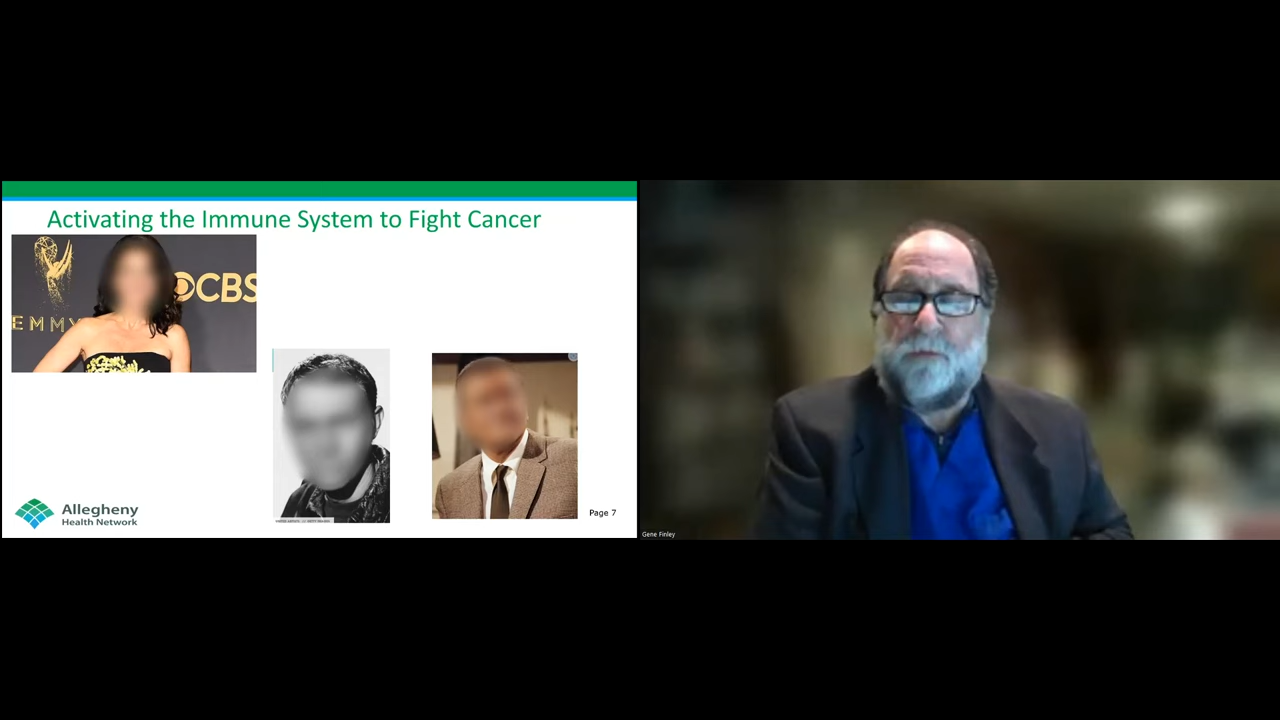 Activating the Immune System to Fight Cancer
CBS
EMMY
Allegheny
Health Network
Page 7
Gene Finley